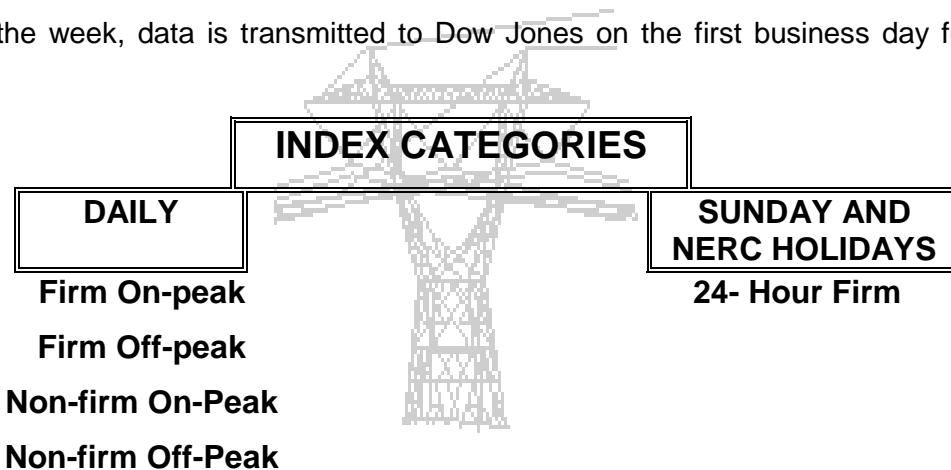 the week, data is transmitted to Dow Jones on the first business day f
INDEX CATEGORIES
DAILY
SUNDAY AND
NERC HOLIDAYS
Firm On-peak
24- Hour Firm
Firm Off-peak
Non-firm On-Peak
Non-firm Off-Peak